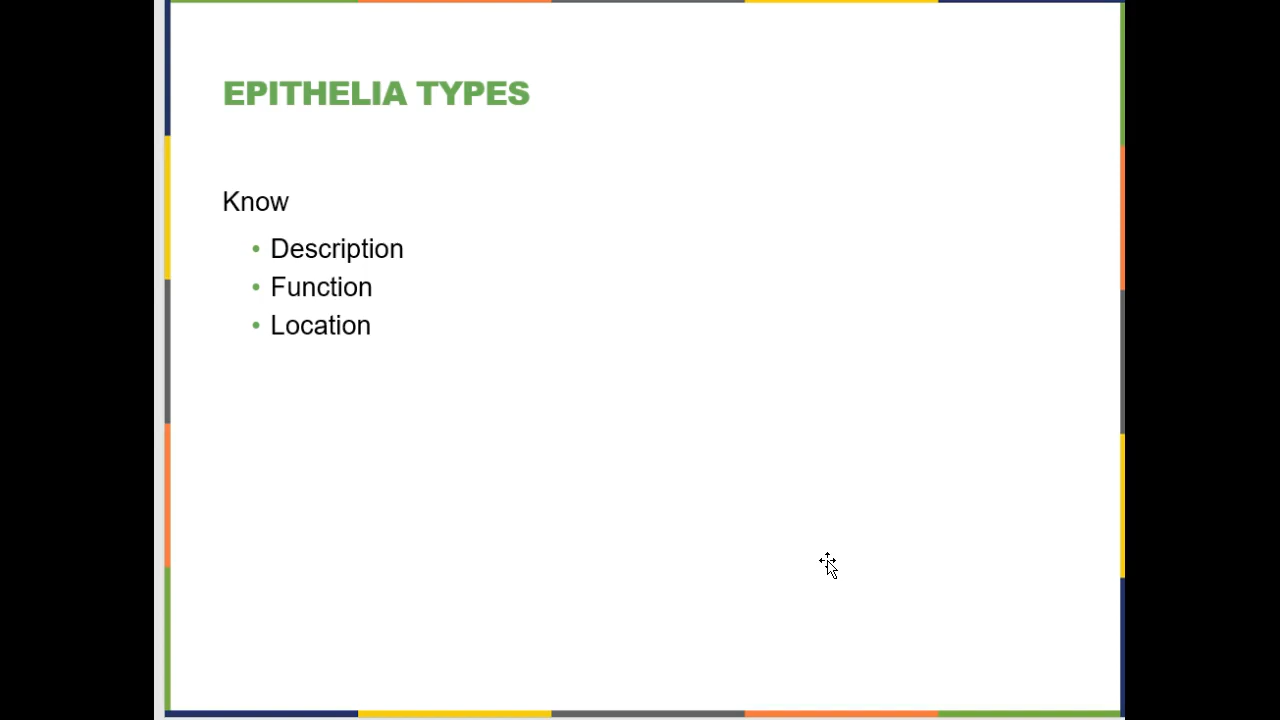 EPITHELIA TYPES
Know
• Description
• Function
• Location